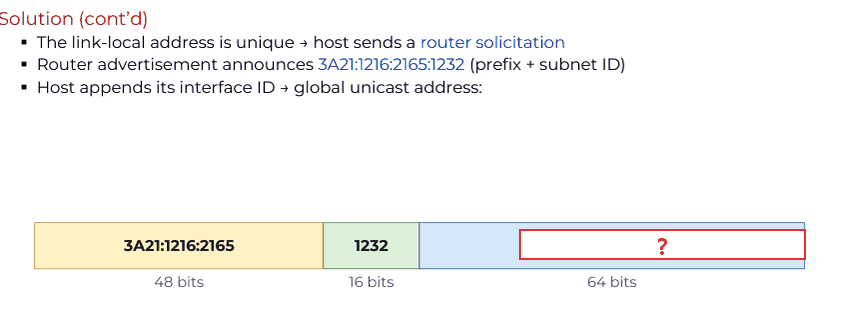 Solution (cont'd)
▪ The link-local address is unique → host sends a router solicitation
▪ Router advertisement announces 3A21:1216:2165:1232 (prefix + subnet ID)
▪ Host appends its interface ID → global unicast address:
3A21:1216:2165 1232 ?
48 bits 16 bits 64 bits